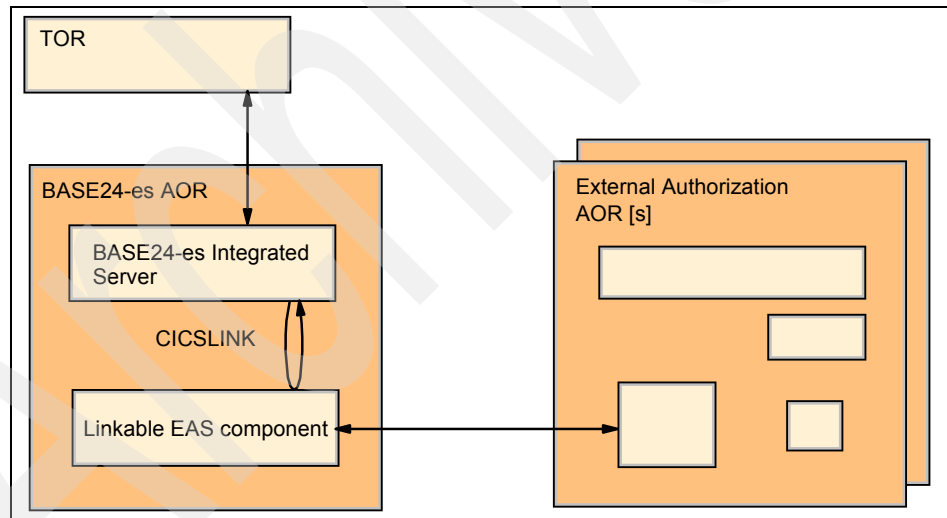 TOR
BASE24-es AOR
BASE24-es Integrated
Server
CICSLINK
Linkable EAS component
External Authorization
AOR [s]